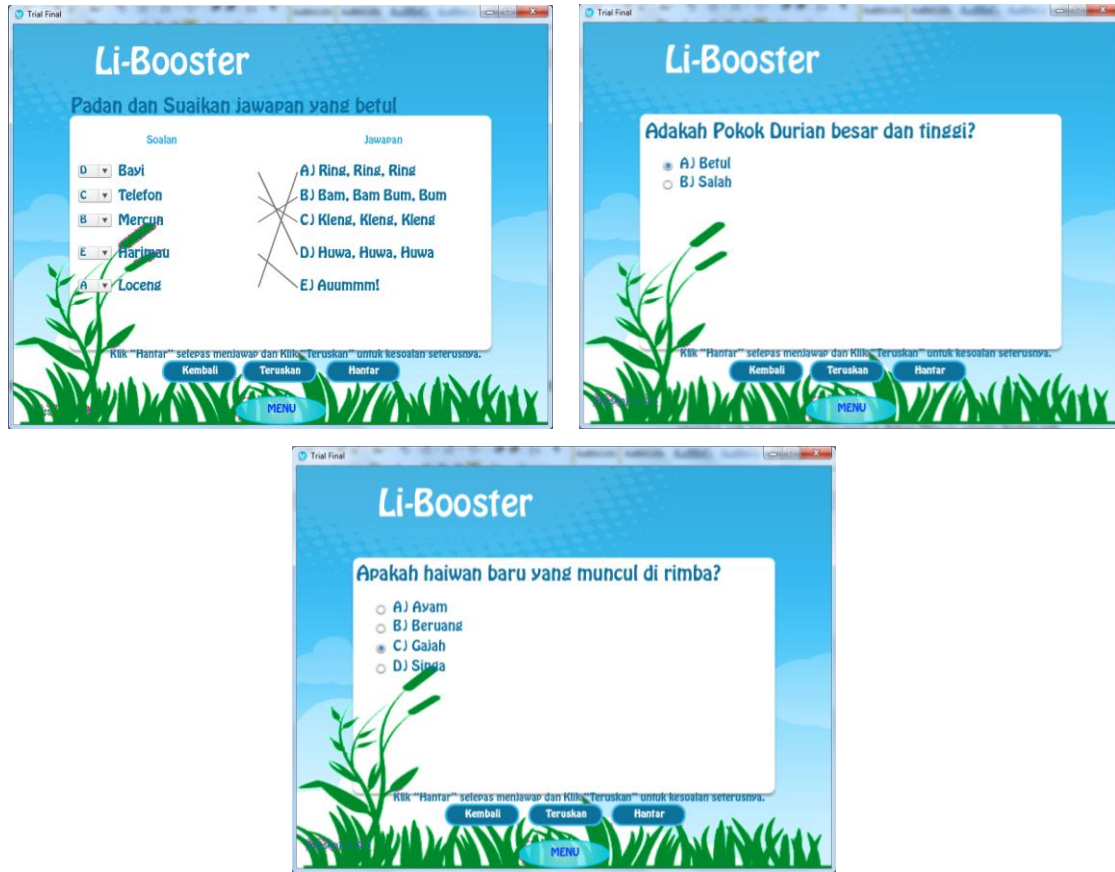 Trial Final
Li-Booster
Padan dan Suaikan jawapan yang betul
Soalan
Jawapan
D Bayi
A) Ring, Ring, Ring
C Telefon
B) Bam, Bam Bum, Bum
B Mercun
C) Kleng, Kleng, Kleng
E Harimau
D) Huwa, Huwa, Huwa
A Loceng
E) Auummm!
Klik "Hantar" selepas menjawap dan Klik "Teruskan" untuk kesoalan seterusnya.
Kembali
Teruskan
Hantar
MENU
Trial Final
Li-Booster
Adakah Pokok Durian besar dan tinggi?
A) Betul
B) Salah
Klik "Hantar" selepas menjawap dan Klik "Teruskan" untuk kesoalan seterusnya.
Kembali
Teruskan
Hantar
MENU
Trial Final
Li-Booster
Apakah haiwan baru yang muncul di rimba?
A) Ayam
B) Beruang
C) Gajah
D) Singa
Klik "Hantar" selepas menjawap dan Klik "Teruskan" untuk kesoalan seterusnya.
Kembali
Teruskan
Hantar
MENU